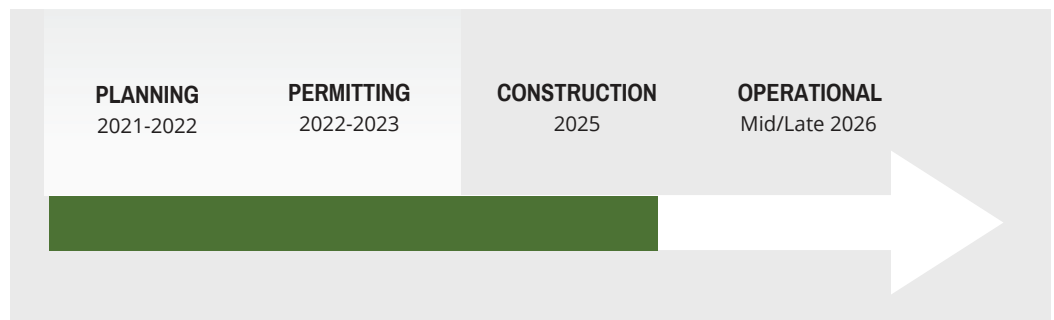 PLANNING
2021-2022
PERMITTING
2022-2023
CONSTRUCTION
2025
OPERATIONAL
Mid/Late 2026